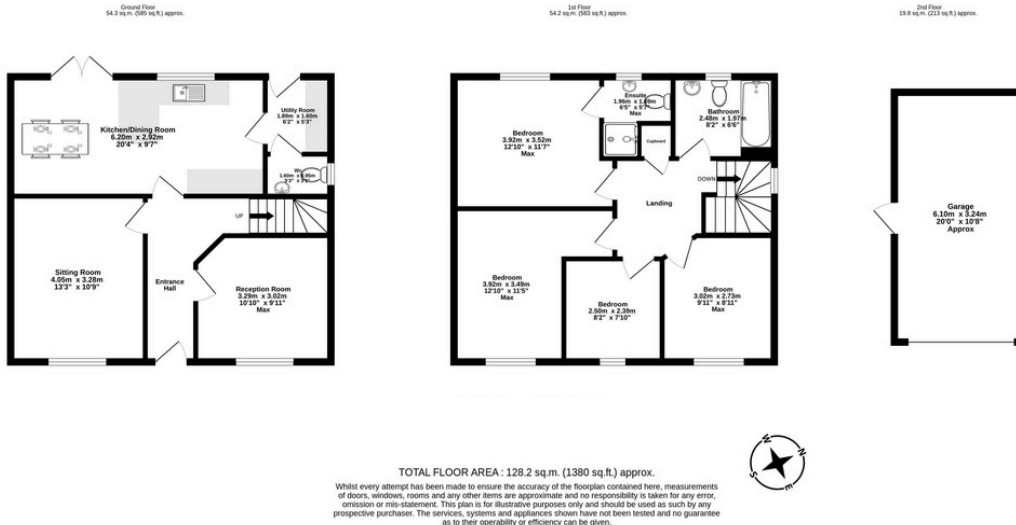 Ground Floor
54.3 sq.m. (585 sq.ft.) approx.
Kitchen/Dining Room
6.20m x 2.92m
20'4" x 9'7"
Utility Room
1.89m x 1.60m
6'2" x 5'3"
Sitting Room
4.05m x 3.28m
13'3" x 10'9"
Entrance
Hall
UP
Reception Room
3.29m x 3.02m
10'10" x 9'11"
Max
1st Floor
54.2 sq.m. (583 sq.ft.) approx.
Bedroom
3.92m x 3.52m
12'10" x 11'7"
Max
Ensuite
1.96m x 1.69m
6'5" x 5'7"
Max
Cupboard
Bathroom
2.48m x 1.97m
8'2" x 6'6"
DOWN
Landing
Bedroom
3.92m x 3.49m
12'10" x 11'5"
Max
Bedroom
2.50m x 2.39m
8'2" x 7'10"
Bedroom
3.02m x 2.73m
9'11" x 8'11"
Max
2nd Floor
19.8 sq.m. (213 sq.ft.) approx.
Garage
6.10m x 3.24m
20'0" x 10'8"
Approx
N
E
S
W
TOTAL FLOOR AREA : 128.2 sq.m. (1380 sq.ft.) approx.
Whilst every attempt has been made to ensure the accuracy of the floorplan contained here, measurements
of doors, windows, rooms and any other items are approximate and no responsibility is taken for any error,
omission or mis-statement. This plan is for illustrative purposes only and should be used as such by any
prospective purchaser. The services, systems and appliances shown have not been tested and no guarantee
as to their operability or efficiency can be given.